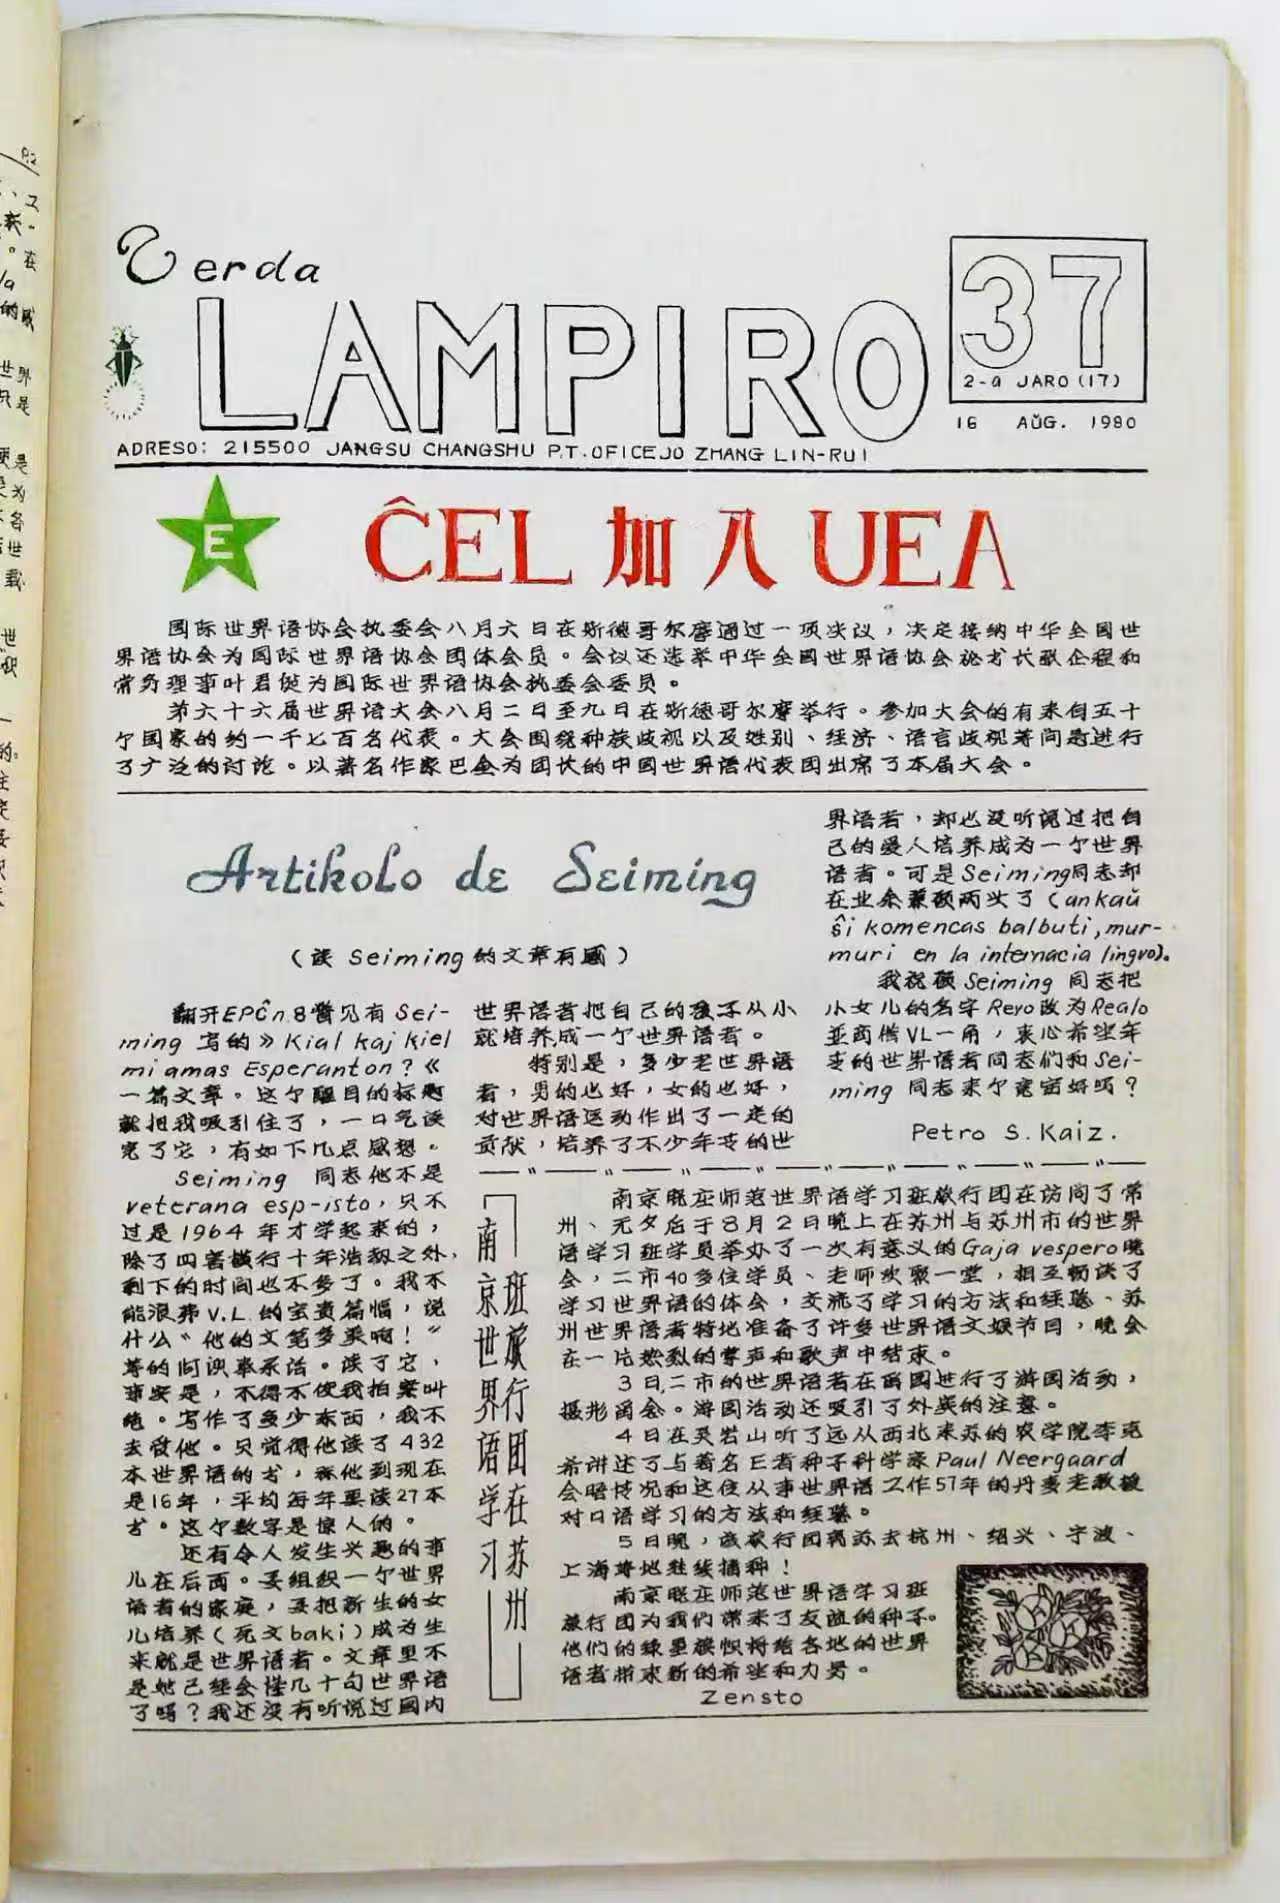 Verda
LAMPIRO
37
2-a JARO (17)
16 AŬG. 1980
ADRESO: 215500 JANGSU CHANGSHU P.T.OFICEJO ZHANG LIN-RUI
E
ĈEL 加入 UEA
国际世界语协会执委会八月六日在斯德哥尔摩通过一项决议，决定接纳中华全国世
界语协会为国际世界语协会团体会员。会议还选举中华全国世界语协会秘书长张企程和
常务理事叶君健为国际世界语协会执委会委员。
第六十六届世界语大会八月二日至九日在斯德哥尔摩举行。参加大会的有来自五十
个国家的约一千七百名代表。大会围绕种族歧视以及性别、经济、语言歧视等问题进行
了广泛的讨论。以著名作家巴金为团长的中国世界语代表团出席了本届大会。
Artikolo de Seiming
(读 Seiming 的文章有感)
翻开EPĈn.8瞥见有 Sei-
ming 写的》Kial kaj kiel
mi amas Esperanton?《
一篇文章。这个醒目的标题
就把我吸引住了，一口气读
完了它，有如下几点感想。
Seiming 同志他不是
veterana esp-isto，只不
过是1964年才学起来的，
除了四害横行十年浩劫之外，
剩下的时间也不多了。我不
能浪费V.L.的宝贵篇幅，说
什么“他的文笔多美啊！”
等的阿谀奉承话。读了它，
事实是，不得不使我拍案叫
绝。写作了多少东西，我不
去管他。只觉得他读了432
本世界语的书，称他到现在
是16年，平均每年要读27本
书。这个数字是惊人的。
还有令人发生兴趣的事
儿在后面。要组织一个世界
语者的家庭，要把新生的女
儿培养(死文baki)成为生
来就是世界语者。文章里不
是她已经会懂几十句世界语
了吗？我还没有听说过国内
世界语者把自己的孩子从小
就培养成一个世界语者。
特别是，多少老世界语
者，男的也好，女的也好，
对世界语运动作出了一定的
贡献，培养了不少年苓的世
界语者，却也没听说过把自
己的爱人培养成为一个世界
语者。可是Seiming同志却
在业余兼顾两头了(ankaŭ
ŝi komencas balbuti, mur-
muri en la internacia lingvo)。
我祝愿 Seiming 同志把
小女儿的名字 Revo改为Realo
并商借VL一角，衷心希望年
苓的世界语者同志们和Sei-
ming 同志来个竞赛好吗？
Petro S. Kaiz.
南京世界语学习
班旅行团在苏州
南京晓庄师范世界语学习班旅行团在访问了常
州、无夕后于8月2日晚上在苏州与苏州市的世界
语学习班学员举办了一次有意义的Gaja vespero晚
会，二市40多位学员、老师欢聚一堂，相互畅谈了
学习世界语的体会，交流了学习的方法和经验、苏
州世界语者特地准备了许多世界语文娱节目，晚会
在一片热烈的掌声和歌声中结束。
3日二市的世界语者在留园进行了游园活动，
摄影留念。游园活动还吸引了外宾的注意。
4日在灵岩山听了远从西北来苏的农学院李克
希讲述了与著名E者种子科学家Paul Neergaard
会晤情况和这位从事世界语工作57年的丹麦老教授
对口语学习的方法和经验。
5日晚，该旅行团离苏去杭州、绍兴、宁波、
上海等地继续播种！
南京晓庄师范世界语学习班
旅行团为我们带来了友谊的种子。
他们的绿星旗帜将给各地的世界
语者带来新的希望和力量。
Zensto